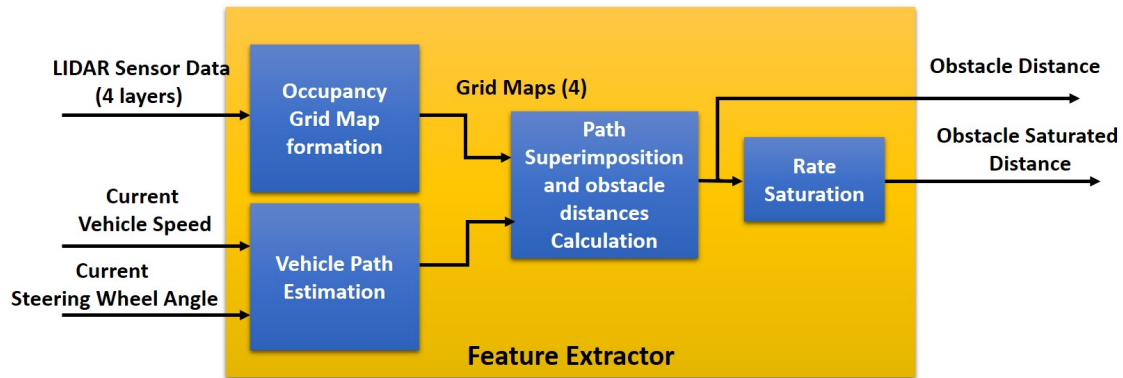 LIDAR Sensor Data
(4 layers)
Occupancy
Grid Map
formation
Grid Maps (4)
Current
Vehicle Speed
Current
Steering Wheel Angle
Vehicle Path
Estimation
Path
Superimposition
and obstacle
distances
Calculation
Rate
Saturation
Obstacle Distance
Obstacle Saturated
Distance
Feature Extractor